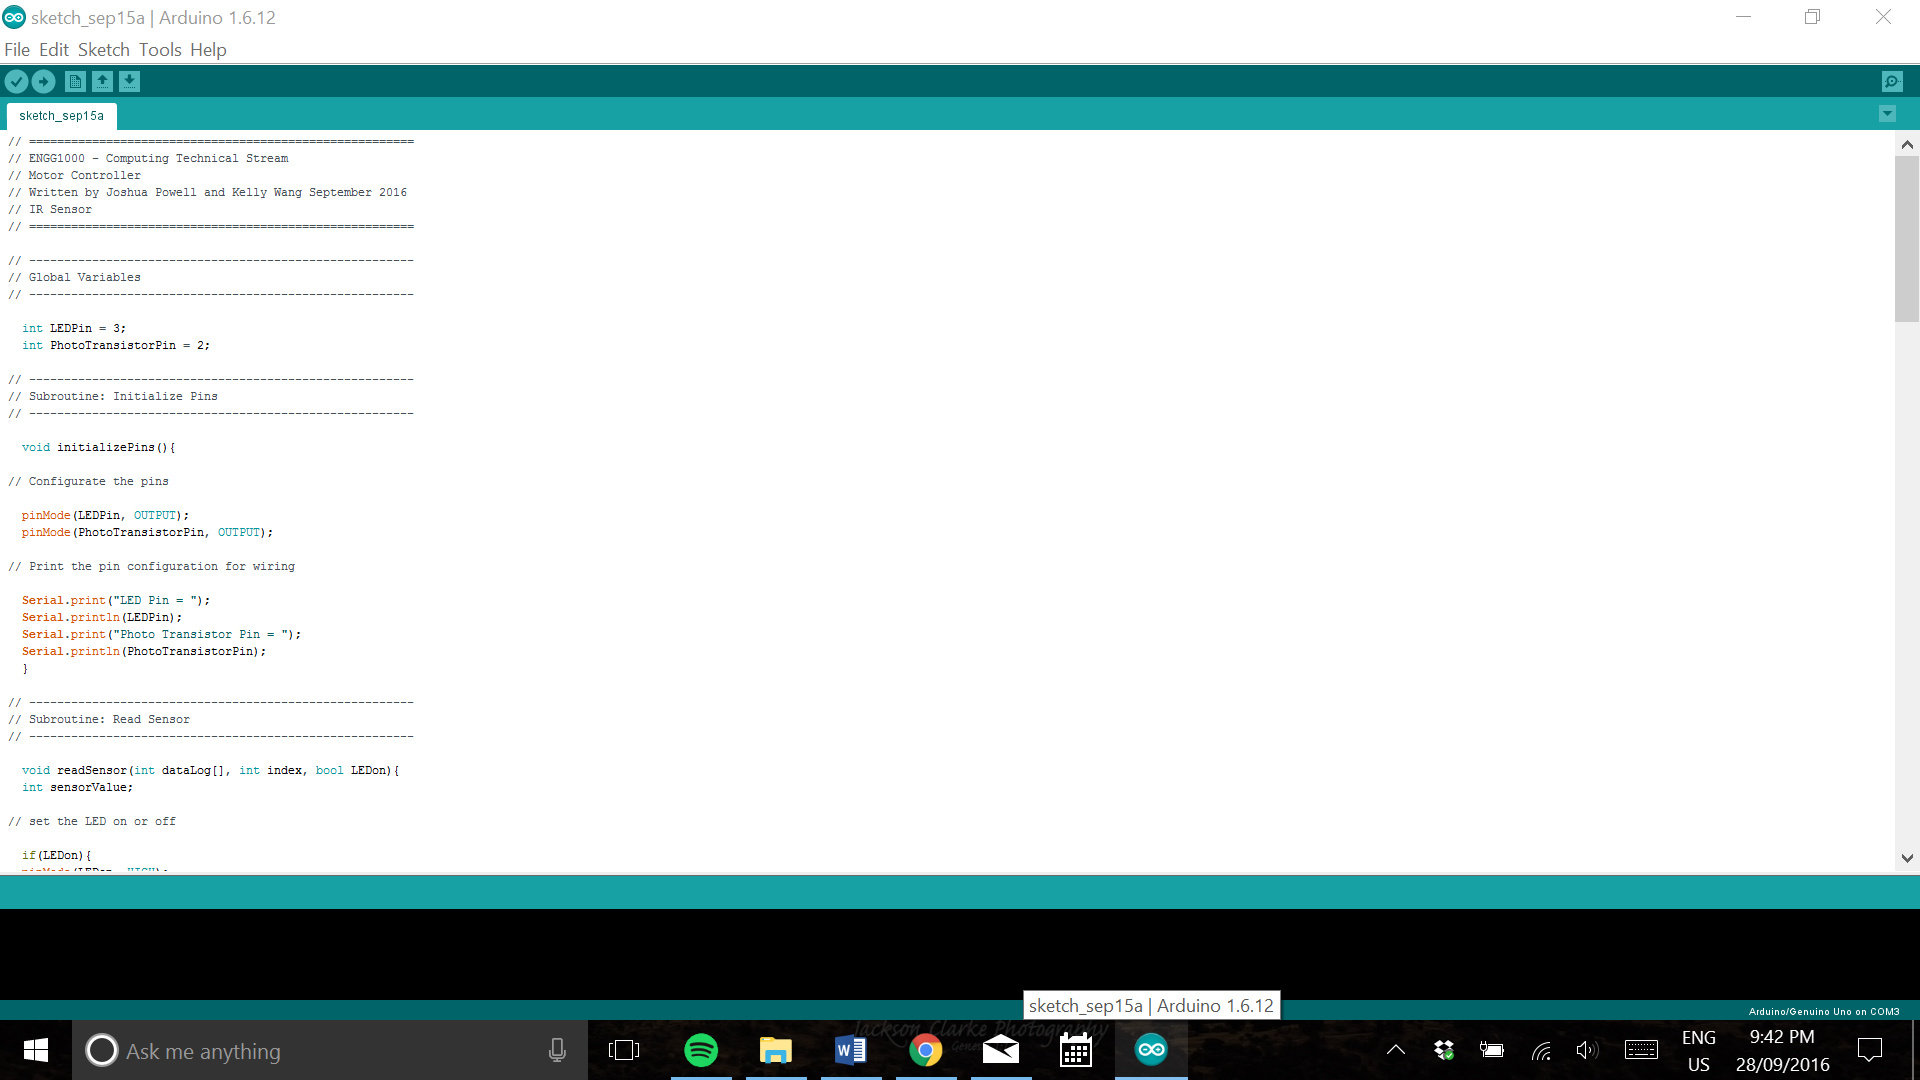 sketch_sep15a | Arduino 1.6.12
File Edit Sketch Tools Help
sketch_sep15a
// =======================================================
// ENGG1000 - Computing Technical Stream
// Motor Controller
// Written by Joshua Powell and Kelly Wang September 2016
// IR Sensor
// =======================================================
// -------------------------------------------------------
// Global Variables
// -------------------------------------------------------
int LEDPin = 3;
int PhotoTransistorPin = 2;
// -------------------------------------------------------
// Subroutine: Initialize Pins
// -------------------------------------------------------
void initializePins(){
// Configurate the pins
pinMode(LEDPin, OUTPUT);
pinMode(PhotoTransistorPin, OUTPUT);
// Print the pin configuration for wiring
Serial.print("LED Pin = ");
Serial.println(LEDPin);
Serial.print("Photo Transistor Pin = ");
Serial.println(PhotoTransistorPin);
}
// -------------------------------------------------------
// Subroutine: Read Sensor
// -------------------------------------------------------
void readSensor(int dataLog[], int index, bool LEDon){
int sensorValue;
// set the LED on or off
if(LEDon){
sketch_sep15a | Arduino 1.6.12
Arduino/Genuino Uno on COM3
Jackson Clarke Photography
Ask me anything
ENG
US
9:42 PM
28/09/2016